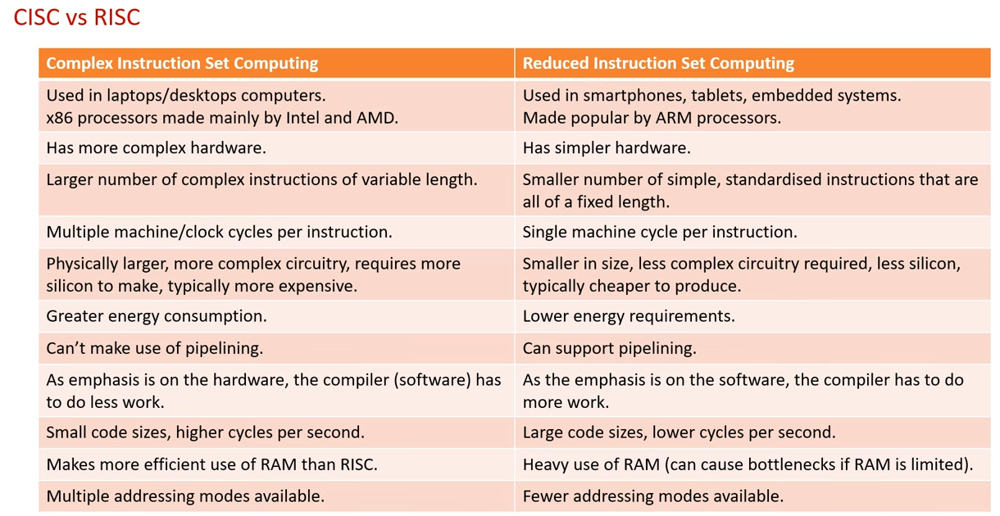 CISC vs RISC
Complex Instruction Set Computing
Reduced Instruction Set Computing
Used in laptops/desktops computers.
x86 processors made mainly by Intel and AMD.
Used in smartphones, tablets, embedded systems.
Made popular by ARM processors.
Has more complex hardware.
Has simpler hardware.
Larger number of complex instructions of variable length.
Smaller number of simple, standardised instructions that are
all of a fixed length.
Multiple machine/clock cycles per instruction.
Single machine cycle per instruction.
Physically larger, more complex circuitry, requires more
silicon to make, typically more expensive.
Smaller in size, less complex circuitry required, less silicon,
typically cheaper to produce.
Greater energy consumption.
Lower energy requirements.
Can’t make use of pipelining.
Can support pipelining.
As emphasis is on the hardware, the compiler (software) has
to do less work.
As the emphasis is on the software, the compiler has to do
more work.
Small code sizes, higher cycles per second.
Large code sizes, lower cycles per second.
Makes more efficient use of RAM than RISC.
Heavy use of RAM (can cause bottlenecks if RAM is limited).
Multiple addressing modes available.
Fewer addressing modes available.